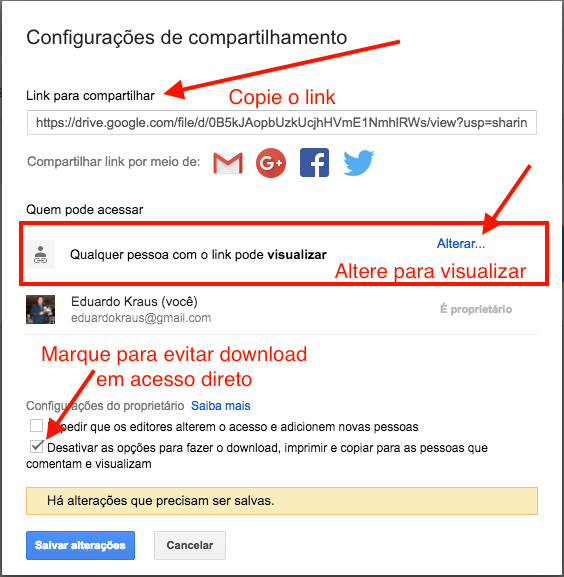 Configurações de compartilhamento
Link para compartilhar
Copie o link
https://drive.google.com/file/d/0B5kJAopbUzkUcjhHVmE1NmhlRWs/view?usp=sharin
Compartilhar link por meio de:
Quem pode acessar
Qualquer pessoa com o link pode visualizar
Alterar...
Altere para visualizar
Eduardo Kraus (você)
eduardokraus@gmail.com
É proprietário
Marque para evitar download
em acesso direto
Configurações do proprietário Saiba mais
pedir que os editores alterem o acesso e adicionem novas pessoas
Desativar as opções para fazer o download, imprimir e copiar para as pessoas que
comentam e visualizam
Há alterações que precisam ser salvas.
Salvar alterações
Cancelar